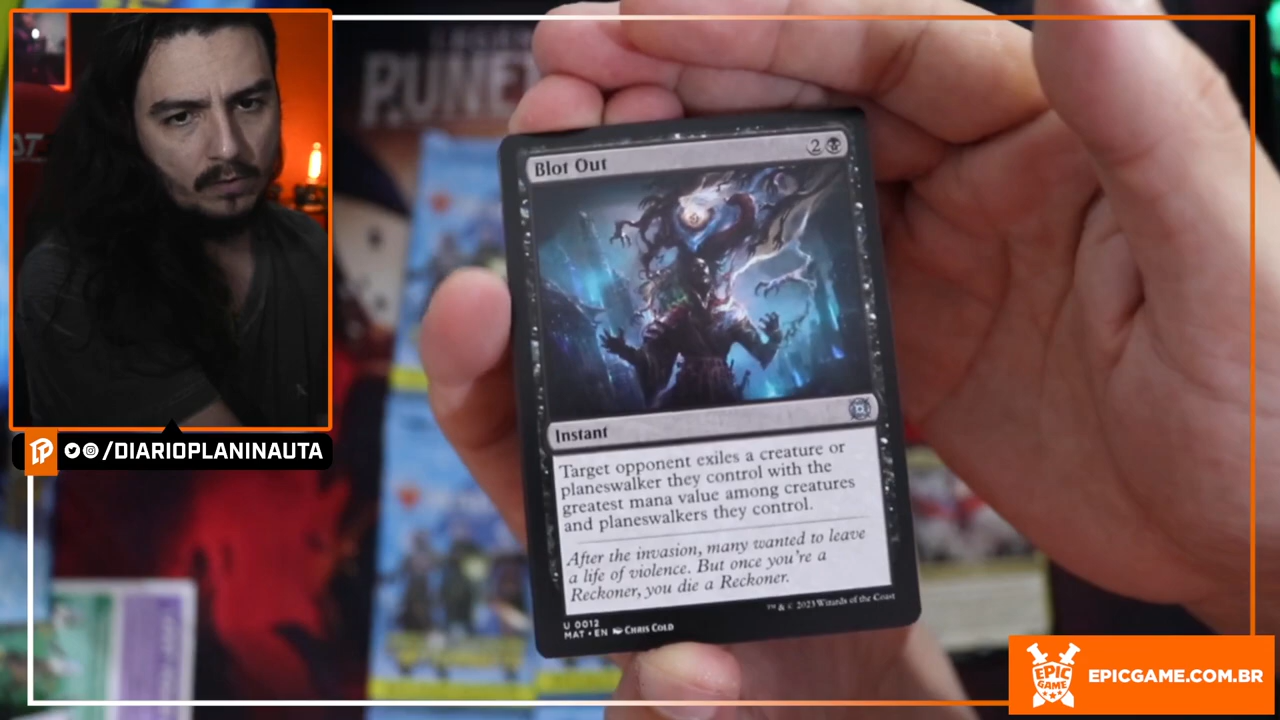 Blot Out
2
Instant
Target opponent exiles a creature or
planeswalker they control with the
greatest mana value among creatures
and planeswalkers they control.
After the invasion, many wanted to leave
a life of violence. But once you're a
Reckoner, you die a Reckoner.
U 0012
MAT • EN Chris Cold
™ & © 2023 Wizards of the Coast
/DIARIOPLANINAUTA
EPIC
GAME
EPICGAME.COM.BR